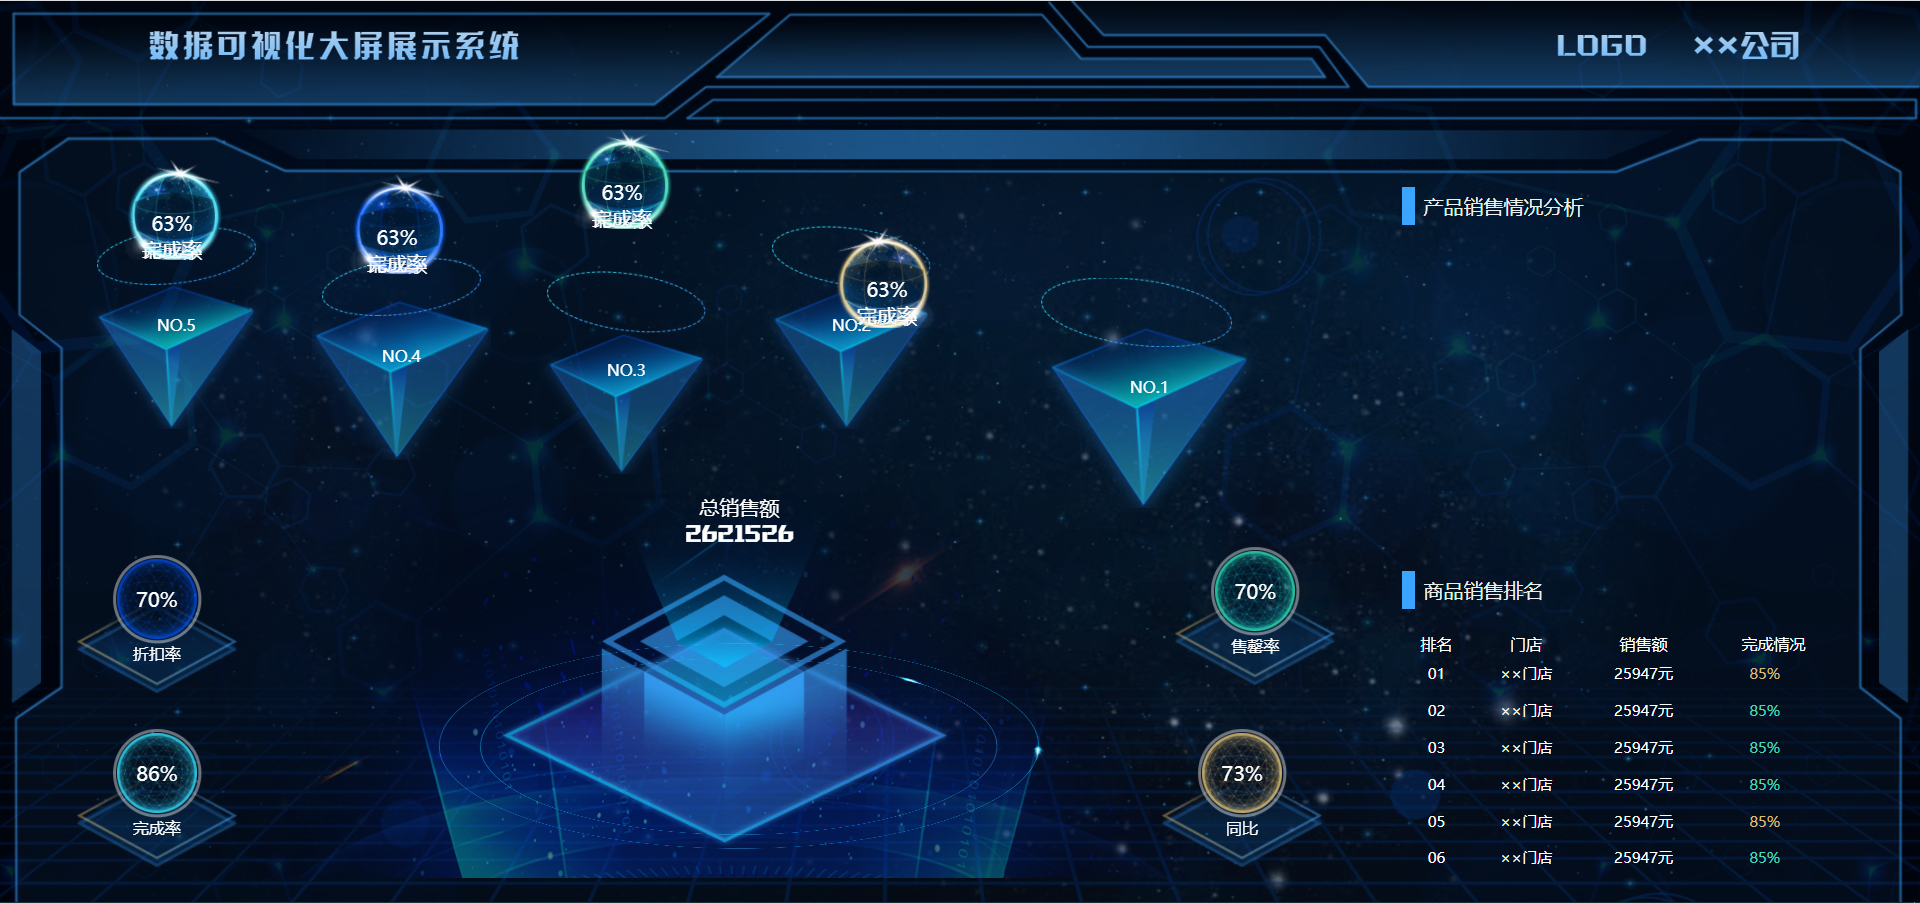 数据可视化大屏展示系统
LOGO ××公司
63%
完成率
63%
完成率
63%
完成率
63%
完成率
NO.5
NO.4
NO.3
NO.2
NO.1
总销售额
2621526
70%
折扣率
86%
完成率
70%
售罄率
73%
同比
产品销售情况分析
商品销售排名
排名 门店 销售额 完成情况
01 ××门店 25947元 85%
02 ××门店 25947元 85%
03 ××门店 25947元 85%
04 ××门店 25947元 85%
05 ××门店 25947元 85%
06 ××门店 25947元 85%